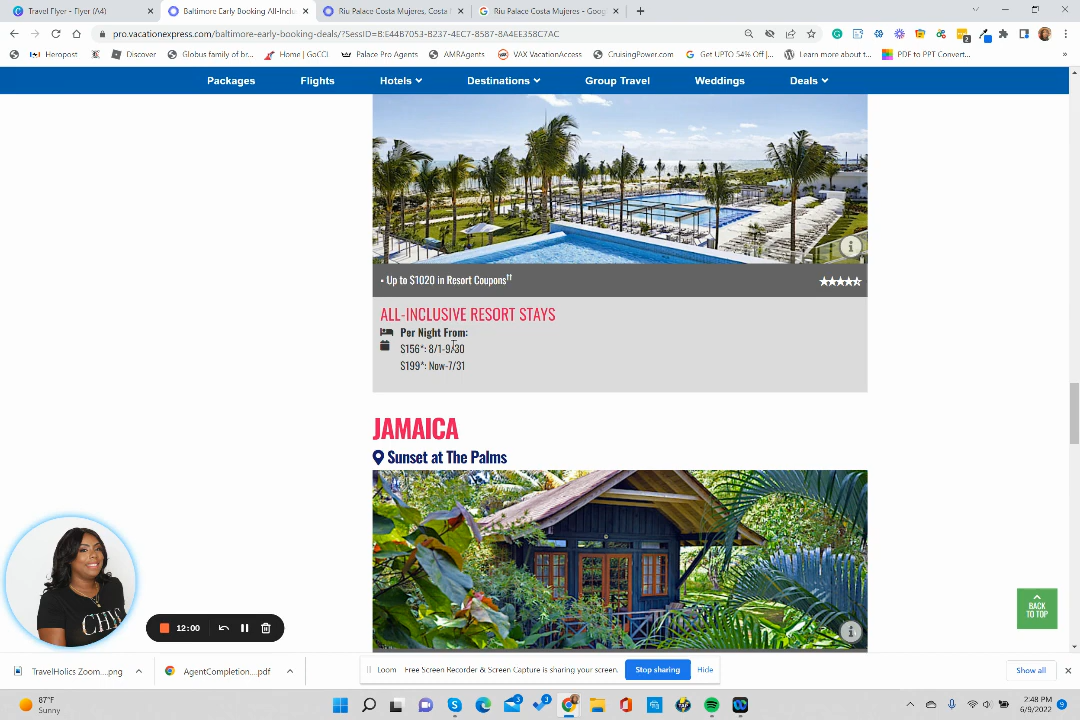 Travel Flyer - Flyer (A4)
Baltimore Early Booking All-Inclu
Riu Palace Costa Mujeres, Costa
Riu Palace Costa Mujeres - Goog
pro.vacationexpress.com/baltimore-early-booking-deals/?SessID=B:E44B7053-B237-4EC7-85B7-8A4EE358C7AC
Heropost
Discover
Globus family of br...
Home | GoCCL
Palace Pro Agents
AMRAgents
VAX VacationAccess
CruisingPower.com
Get UPTO 54% Off |...
Learn more about t...
PDF to PPT Convert...
»
Packages
Flights
Hotels
Destinations
Group Travel
Weddings
Deals
• Up to $1020 in Resort Coupons††
ALL-INCLUSIVE RESORT STAYS
Per Night From:
$156*: 8/1-9/30
$199*: Now-7/31
JAMAICA
Sunset at The Palms
BACK
TO TOP
12:00
TravelHolics Zoom....png
AgentCompletion....pdf
Loom - Free Screen Recorder & Screen Capture is sharing your screen.
Stop sharing
Hide
Show all
87°F
Sunny
2:48 PM
6/9/2022